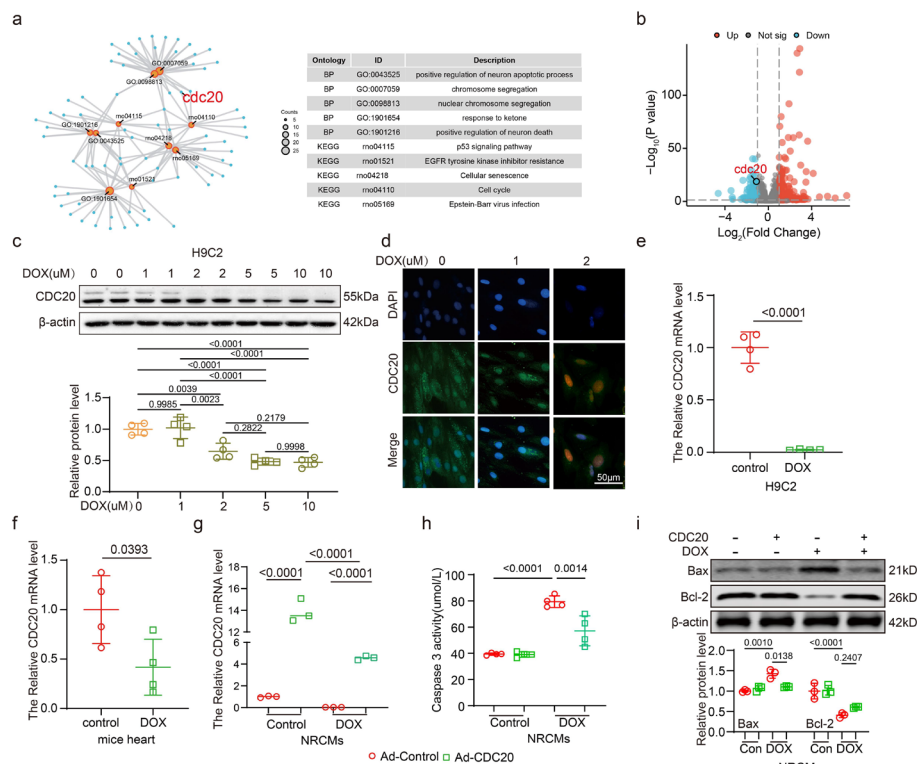 a
GO:0007059
GO:0098813
cdc20
GO:1901216
rno04115
rno04110
GO:0043525
rno04218
rno05169
rno01521
GO:1901654
Counts
5
10
15
20
25
Ontology ID Description
BP GO:0043525 positive regulation of neuron apoptotic process
BP GO:0007059 chromosome segregation
BP GO:0098813 nuclear chromosome segregation
BP GO:1901654 response to ketone
BP GO:1901216 positive regulation of neuron death
KEGG rno04115 p53 signaling pathway
KEGG rno01521 EGFR tyrosine kinase inhibitor resistance
KEGG rno04218 Cellular senescence
KEGG rno04110 Cell cycle
KEGG rno05169 Epstein-Barr virus infection
b
Up Not sig Down
−Log10(P value)
150
100
50
0
cdc20
−4 0 4
Log2(Fold Change)
c
H9C2
DOX(uM) 0 0 1 1 2 2 5 5 10 10
CDC20 55kDa
β-actin 42kDa
<0.0001
<0.0001
<0.0001
<0.0001
0.0039
0.9985 0.0023 0.2179
0.2822 0.9998
Relative protein level
1.5
1.0
0.5
0.0
DOX(uM) 0 1 2 5 10
d
DOX(uM) 0 1 2
DAPI
CDC20
Merge
50μm
e
The Relative CDC20 mRNA level
1.5
1.0
0.5
0.0
<0.0001
control DOX
H9C2
f
The Relative CDC20 mRNA level
1.5
1.0
0.5
0.0
0.0393
control DOX
mice heart
g
The Relative CDC20 mRNA level
18
16
14
12
4
3
2
1
0
<0.0001
<0.0001 <0.0001
Control DOX
NRCMs
h
Caspase 3 activity(umol/L)
100
80
60
40
20
0
<0.0001 0.0014
Control DOX
NRCMs
Ad-Control Ad-CDC20
i
CDC20 – + – +
DOX – – + +
Bax 21kD
Bcl-2 26kD
β-actin 42kD
0.0010 <0.0001
0.0138 0.2407
Relative protein level
2.0
1.5
1.0
0.5
0.0
Bax Bcl-2
Con DOX Con DOX